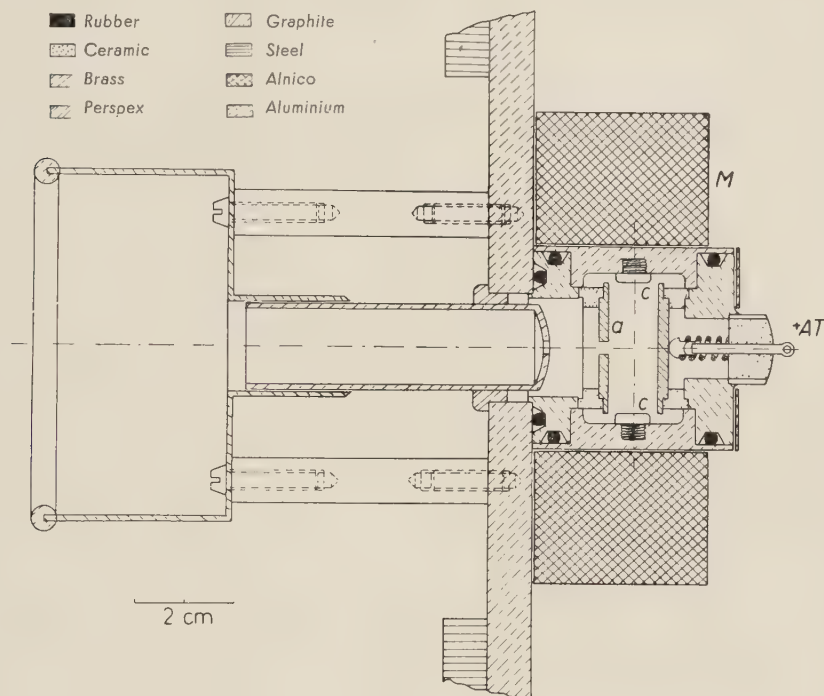 Rubber
Ceramic
Brass
Perspex
Graphite
Steel
Alnico
Aluminium
M
c
a
+AT
c
2 cm